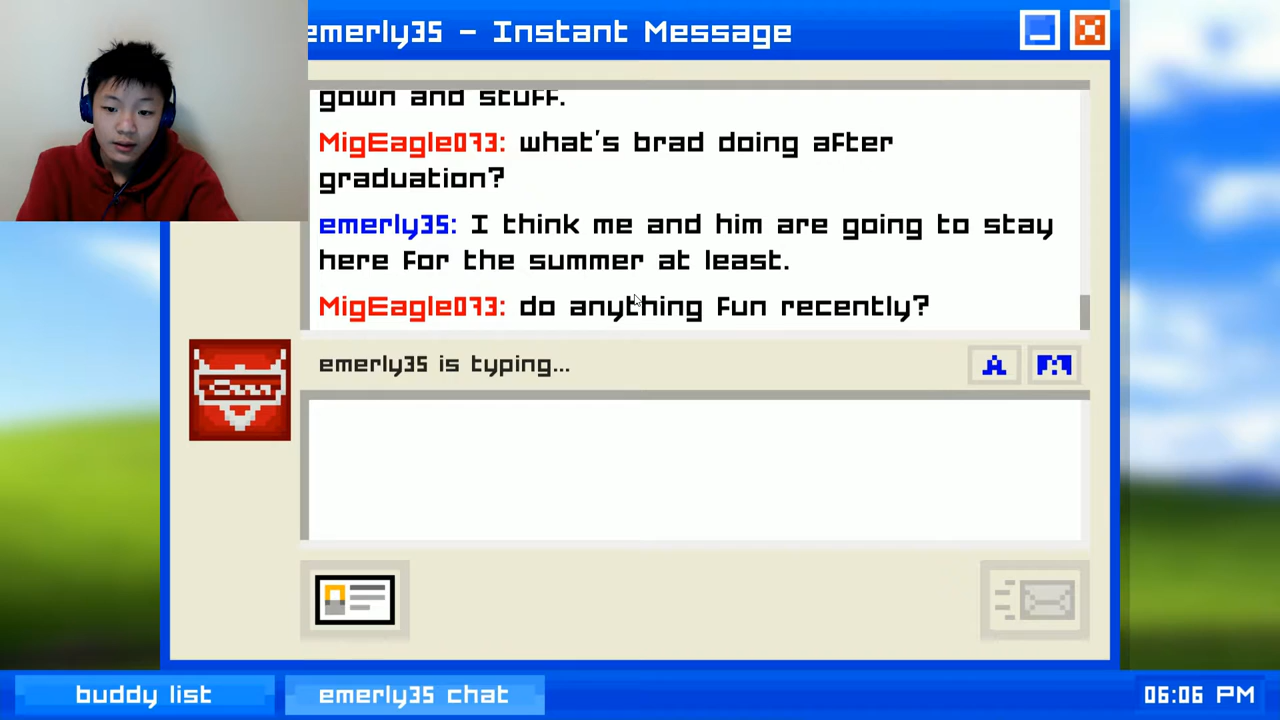 emerly35 - Instant Message
gown and stuff.
MigEagle073: what's brad doing after
graduation?
emerly35: I think me and him are going to stay
here for the summer at least.
MigEagle073: do anything fun recently?
emerly35 is typing...
A
buddy list
emerly35 chat
06:06 PM